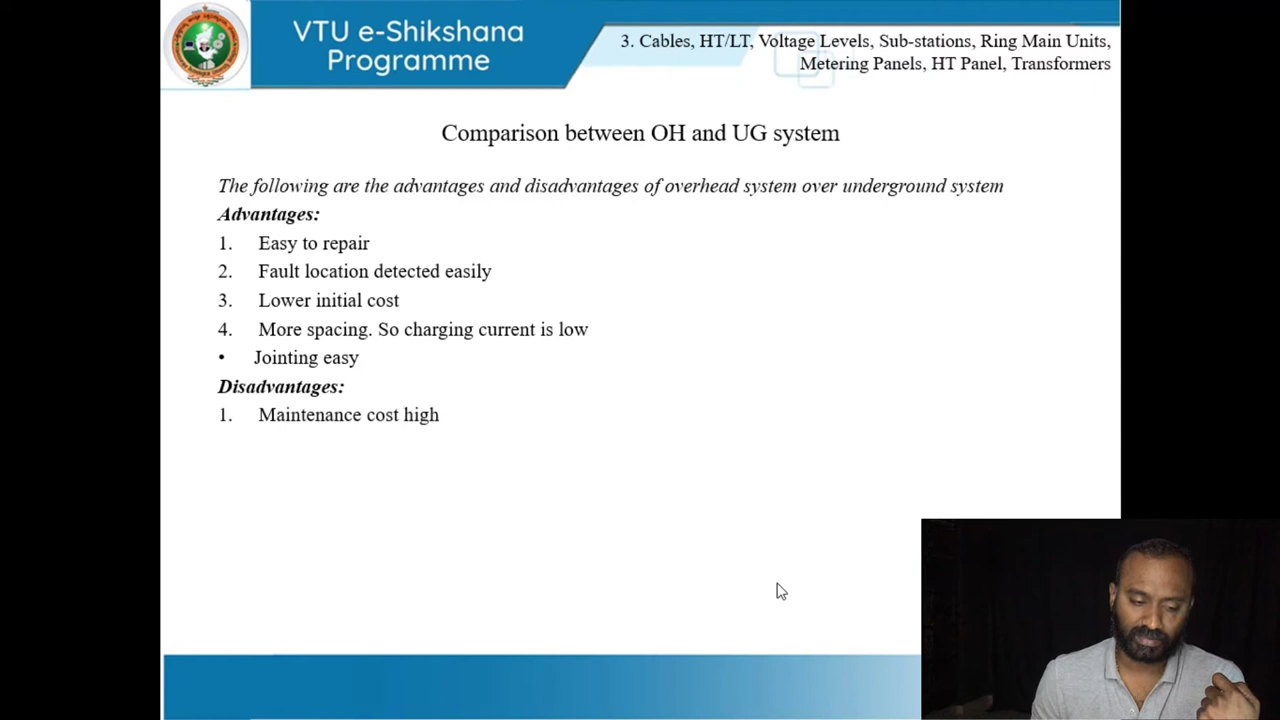 VTU e-Shikshana
Programme
3. Cables, HT/LT, Voltage Levels, Sub-stations, Ring Main Units,
Metering Panels, HT Panel, Transformers
Comparison between OH and UG system
The following are the advantages and disadvantages of overhead system over underground system
Advantages:
1. Easy to repair
2. Fault location detected easily
3. Lower initial cost
4. More spacing. So charging current is low
• Jointing easy
Disadvantages:
1. Maintenance cost high